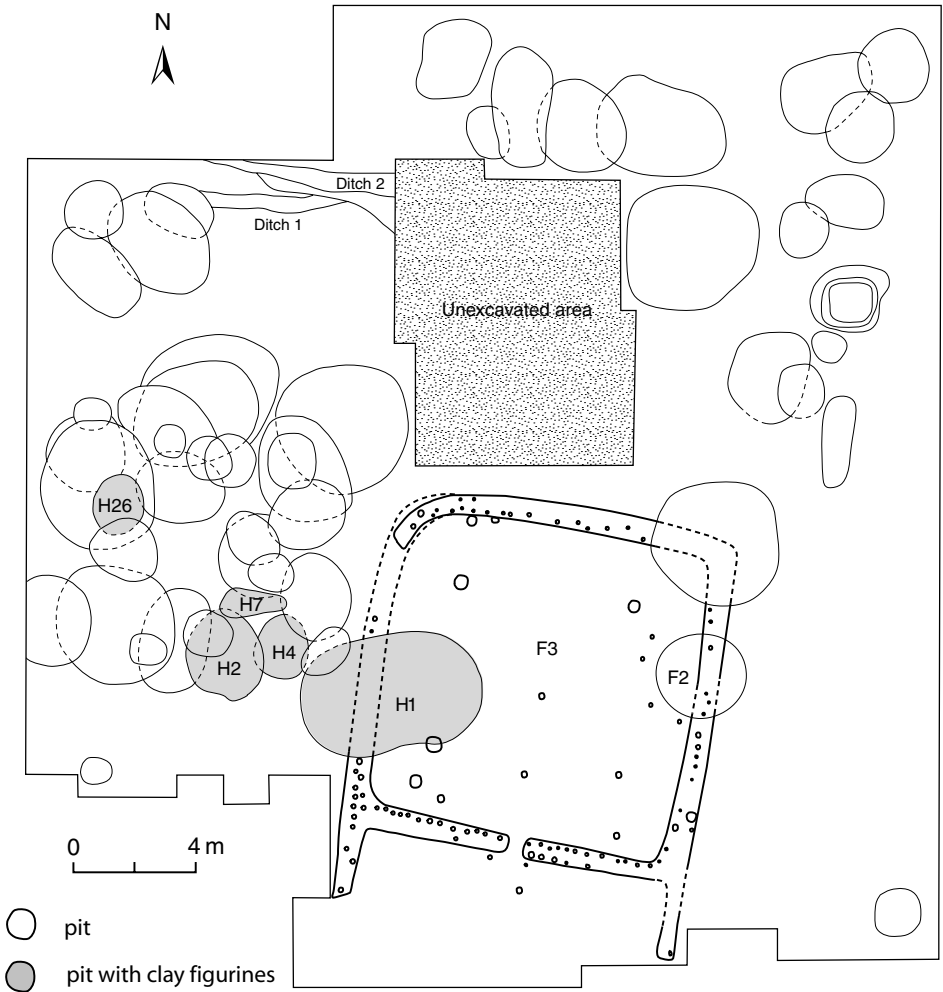 N
Ditch 2
Ditch 1
Unexcavated area
H26
H7
H2
H4
H1
F3
F2
0 4 m
pit
pit with clay figurines